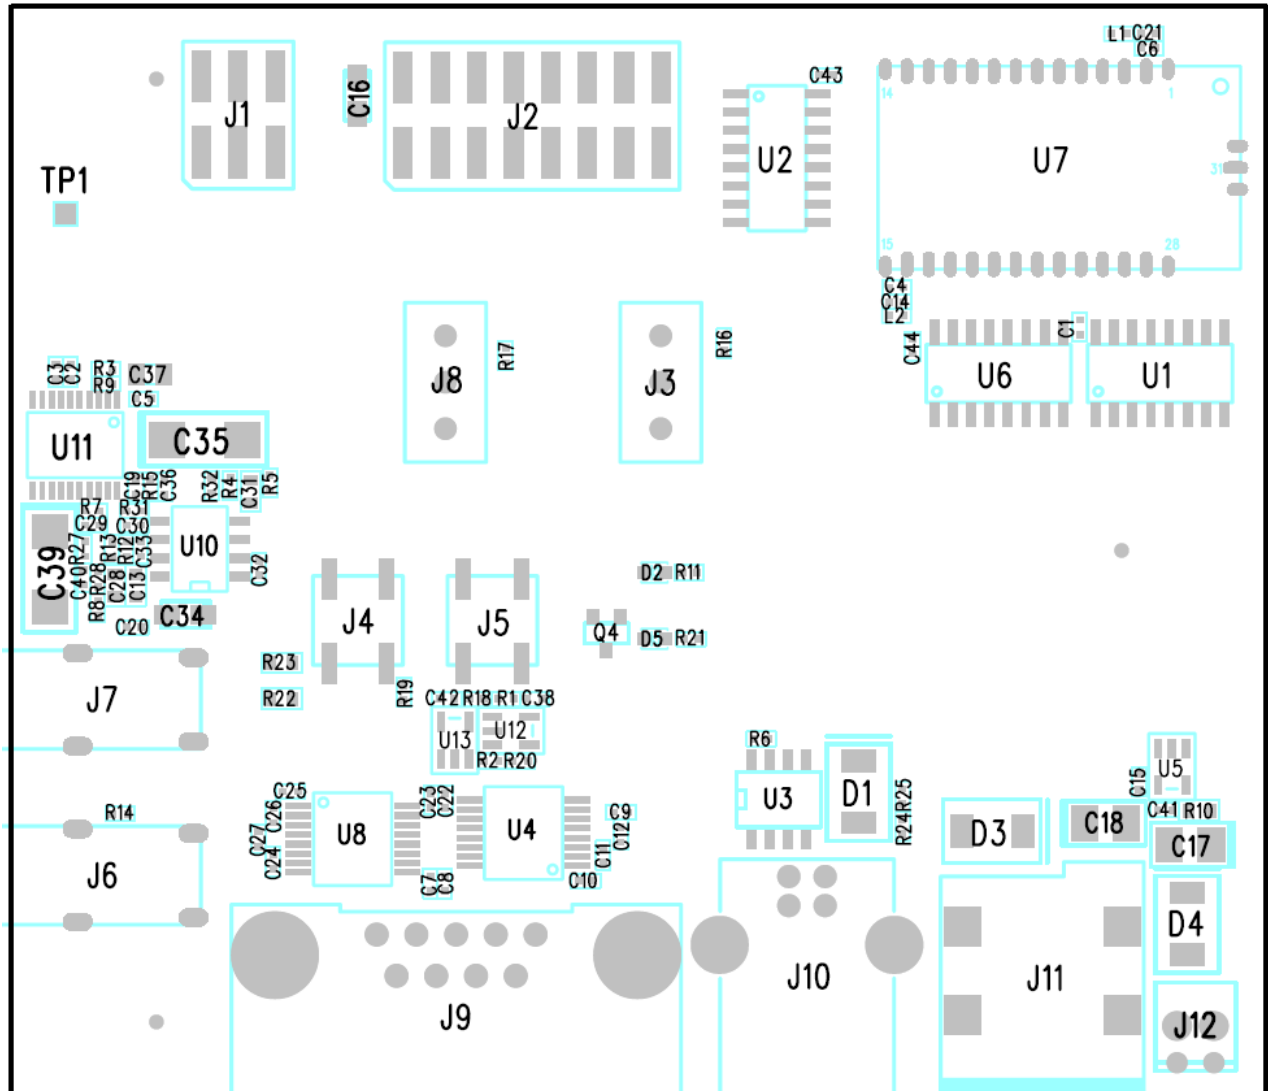 L1 C21
C6
C43
14 1
C16
J1 J2
U2 U7
31
TP1
15 28
C4
C14
L2
C1
C44
R17 R16
C3 C2 R3 C37
R9
J8 J3 U6 U1
C5
U11 C35
C19 R15 C36 R32 R4 C31 R5
R7 R31
C29 C30
U10
R27 R13 R12 C33
C39 C32
C40 R28 C28 C13
D2 R11
R8 C34
C20
J4 J5 Q4 D5 R21
R23
J7 R22 R19 C42 R18 R1 C38
U13 U12
R6
R2 R20
U5
C15
C25 C23 C22 U3 D1 R25
R14 C26 C9 C41 R10
C27 U8 U4 C12 R24 D3 C18
C24 C11 C17
J6 C7 C8 C10
D4
J10 J11
J9 J12